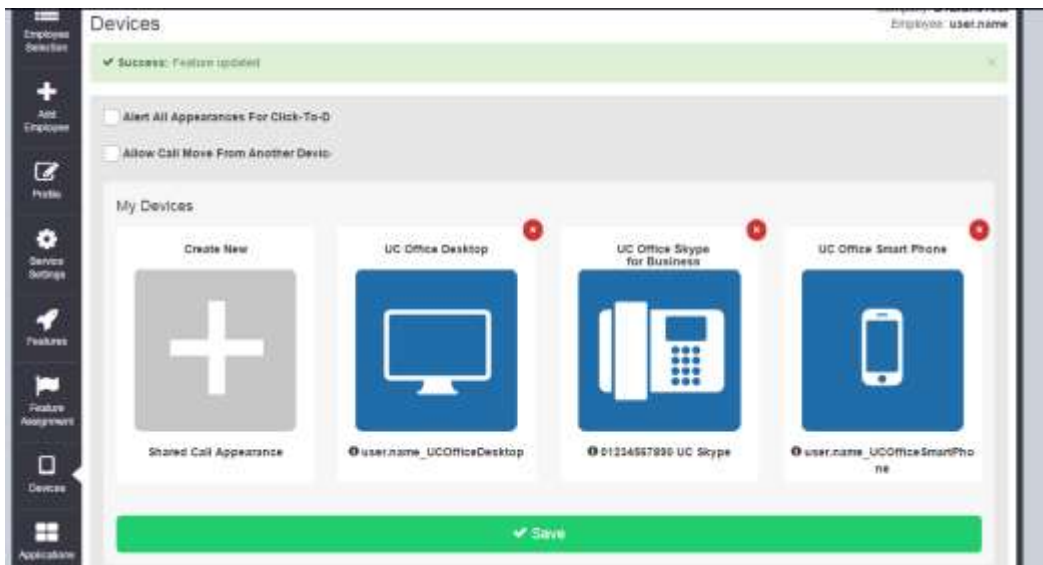 Employee
Selection
Add
Employee
Profile
Service
Settings
Features
Feature
Assignment
Devices
Applications
Devices
Employee: user.name
Success: Feature updated
Alert All Appearances For Click-To-D
Allow Call Move From Another Devic
My Devices
Create New
Shared Call Appearance
UC Office Desktop
user.name_UCOfficeDesktop
UC Office Skype
for Business
01234567890 UC Skype
UC Office Smart Phone
user.name_UCOfficeSmartPho
ne
Save